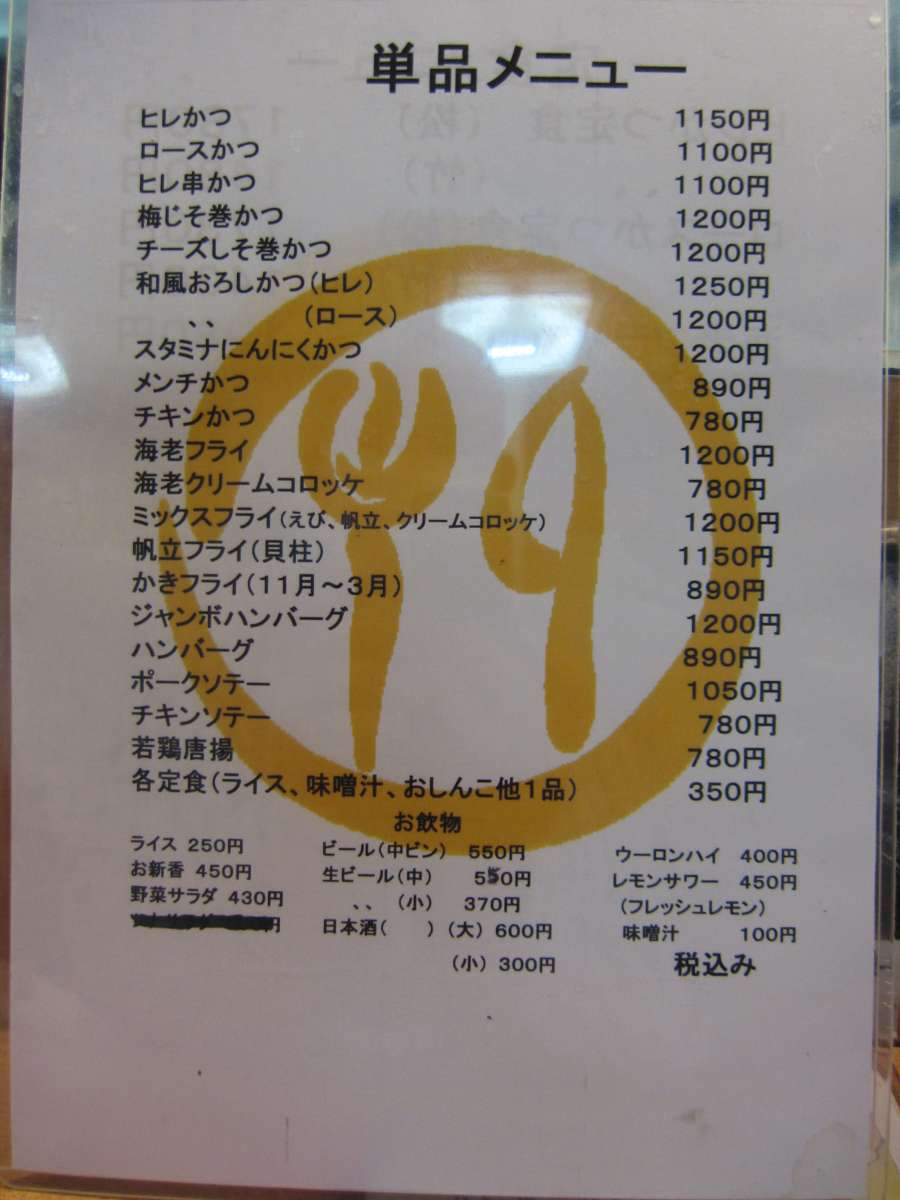 単品メニュー
ヒレかつ 1150円
ロースかつ 1100円
ヒレ串かつ 1100円
梅じそ巻かつ 1200円
チーズしそ巻かつ 1200円
和風おろしかつ(ヒレ) 1250円
、、 (ロース) 1200円
スタミナにんにくかつ 1200円
メンチかつ 890円
チキンかつ 780円
海老フライ 1200円
海老クリームコロッケ 780円
ミックスフライ(えび、帆立、クリームコロッケ) 1200円
帆立フライ(貝柱) 1150円
かきフライ(11月～3月) 890円
ジャンボハンバーグ 1200円
ハンバーグ 890円
ポークソテー 1050円
チキンソテー 780円
若鶏唐揚 780円
各定食(ライス、味噌汁、おしんこ他1品) 350円
お飲物
ライス 250円 ビール(中ビン) 550円 ウーロンハイ 400円
お新香 450円 生ビール(中) 550円 レモンサワー 450円
野菜サラダ 430円 、、 (小) 370円 (フレッシュレモン)
円 日本酒( ) (大) 600円 味噌汁 100円
(小) 300円 税込み